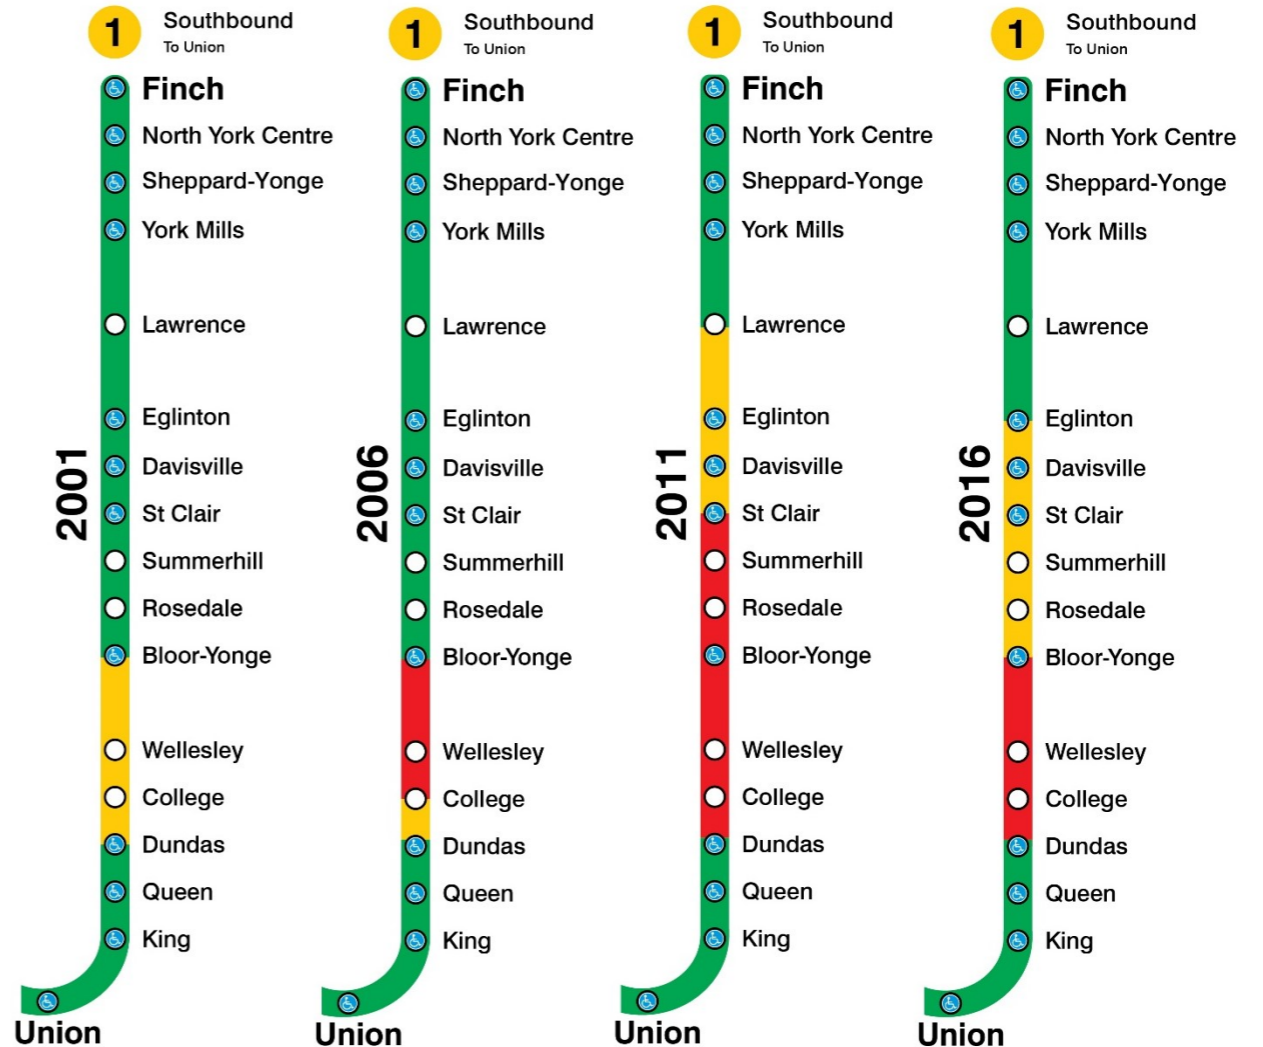 1
Southbound
To Union
Finch
North York Centre
Sheppard-Yonge
York Mills
Lawrence
Eglinton
Davisville
St Clair
Summerhill
Rosedale
Bloor-Yonge
Wellesley
College
Dundas
Queen
King
Union
2001
1
Southbound
To Union
Finch
North York Centre
Sheppard-Yonge
York Mills
Lawrence
Eglinton
Davisville
St Clair
Summerhill
Rosedale
Bloor-Yonge
Wellesley
College
Dundas
Queen
King
Union
2006
1
Southbound
To Union
Finch
North York Centre
Sheppard-Yonge
York Mills
Lawrence
Eglinton
Davisville
St Clair
Summerhill
Rosedale
Bloor-Yonge
Wellesley
College
Dundas
Queen
King
Union
2011
1
Southbound
To Union
Finch
North York Centre
Sheppard-Yonge
York Mills
Lawrence
Eglinton
Davisville
St Clair
Summerhill
Rosedale
Bloor-Yonge
Wellesley
College
Dundas
Queen
King
Union
2016